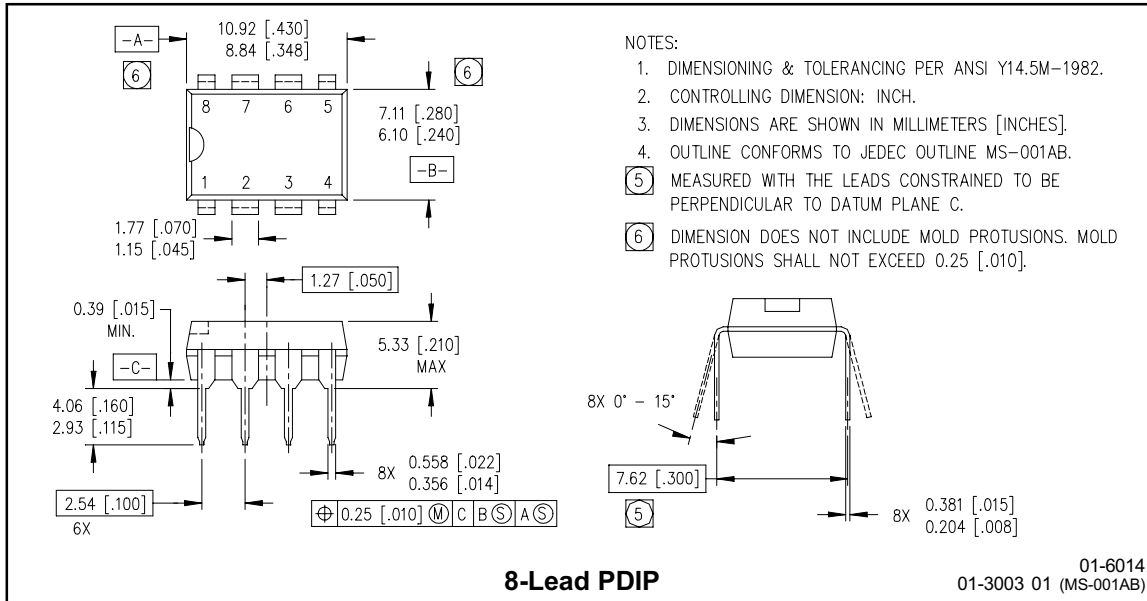 -A-
10.92 [.430]
8.84 [.348]
6
6
8 7 6 5
1 2 3 4
7.11 [.280]
6.10 [.240]
-B-
1.77 [.070]
1.15 [.045]
1.27 [.050]
0.39 [.015]
MIN.
-C-
5.33 [.210]
MAX
4.06 [.160]
2.93 [.115]
8X 0.558 [.022]
0.356 [.014]
2.54 [.100]
6X
⌖ 0.25 [.010] Ⓜ C B Ⓢ A Ⓢ
NOTES:
1. DIMENSIONING & TOLERANCING PER ANSI Y14.5M-1982.
2. CONTROLLING DIMENSION: INCH.
3. DIMENSIONS ARE SHOWN IN MILLIMETERS [INCHES].
4. OUTLINE CONFORMS TO JEDEC OUTLINE MS-001AB.
5 MEASURED WITH THE LEADS CONSTRAINED TO BE
PERPENDICULAR TO DATUM PLANE C.
6 DIMENSION DOES NOT INCLUDE MOLD PROTUSIONS. MOLD
PROTUSIONS SHALL NOT EXCEED 0.25 [.010].
8X 0° - 15°
7.62 [.300]
5
8X 0.381 [.015]
0.204 [.008]
8-Lead PDIP
01-6014
01-3003 01 (MS-001AB)